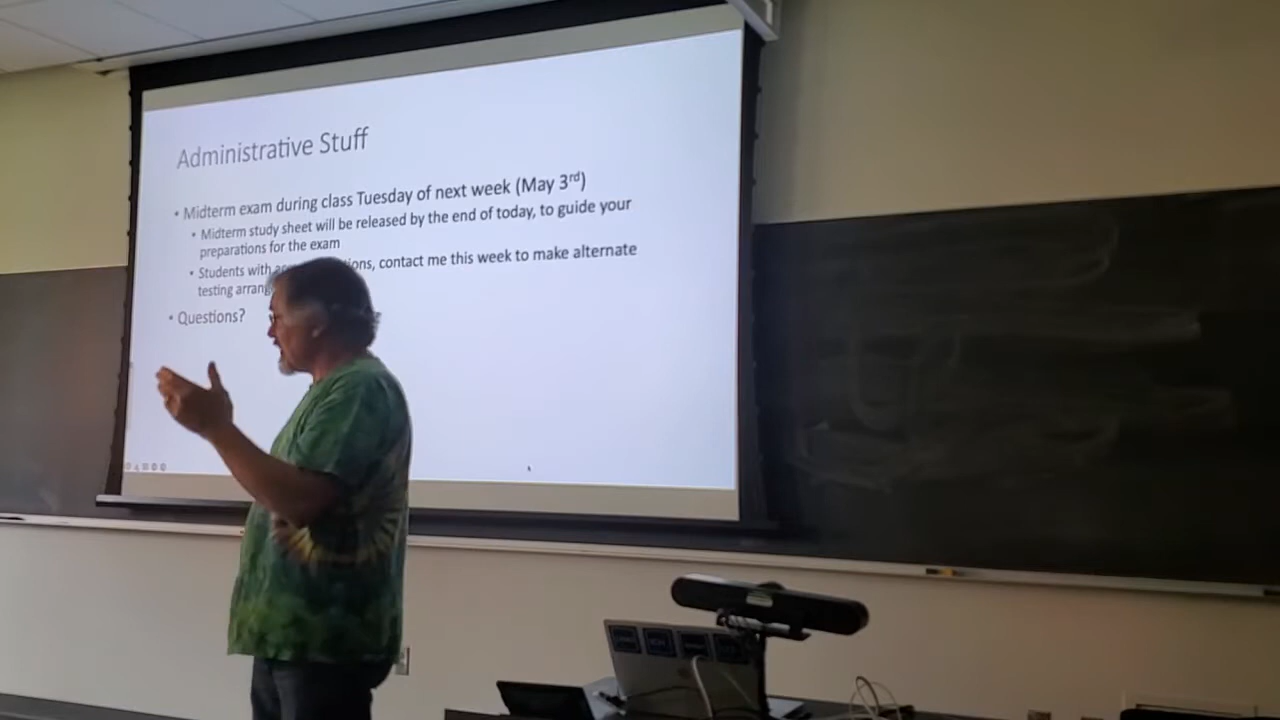 Administrative Stuff
• Midterm exam during class Tuesday of next week (May 3rd)
• Midterm study sheet will be released by the end of today, to guide your
preparations for the exam
• Students with contact me this week to make alternate
testing
• Questions?